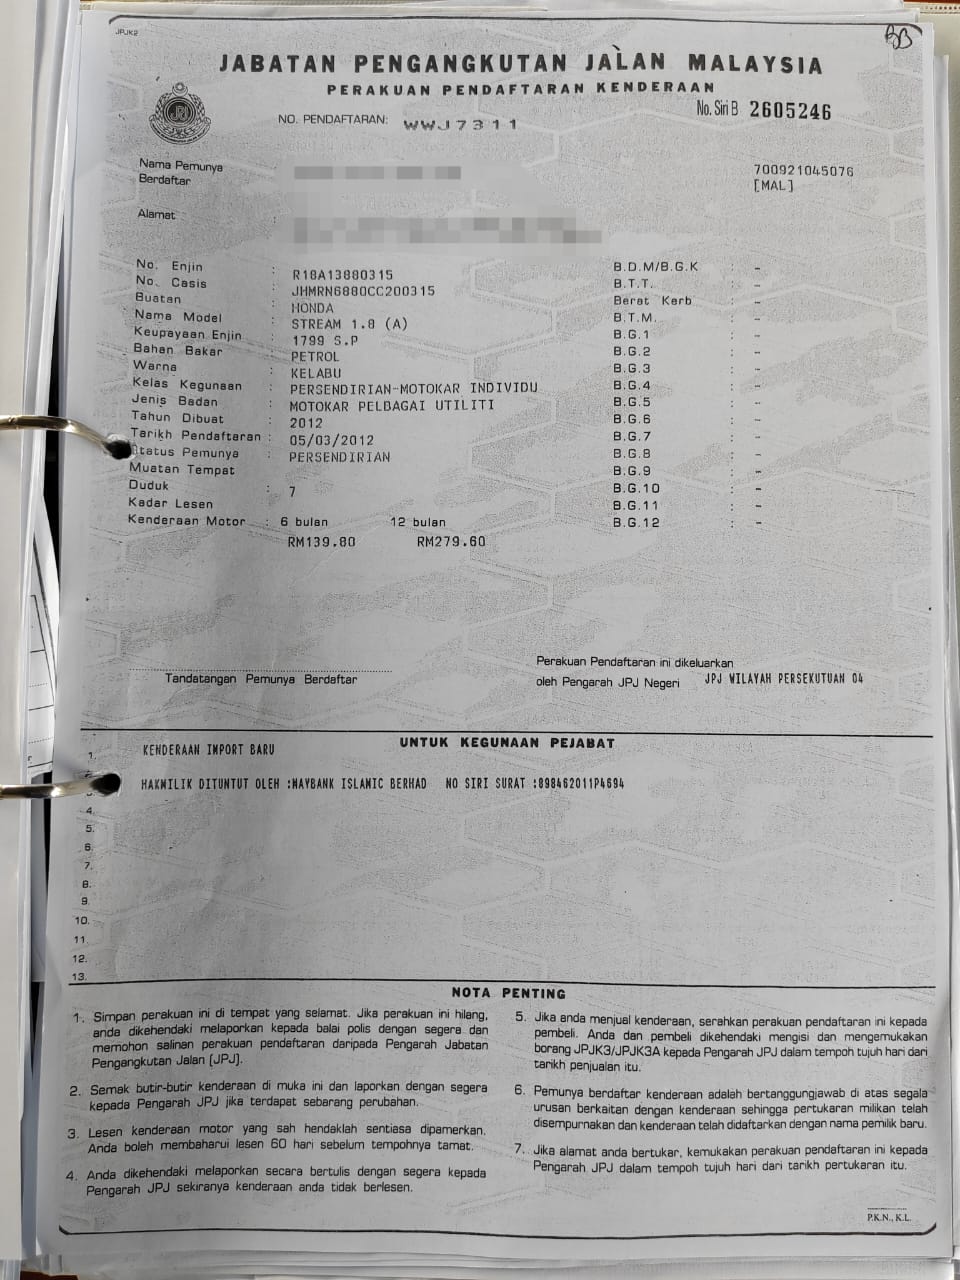 JPJK2
BB
JABATAN PENGANGKUTAN JALAN MALAYSIA
PERAKUAN PENDAFTARAN KENDERAAN
No. Siri B 2605246
NO. PENDAFTARAN: WWJ7311
Nama Pemunya Berdaftar :
700921045076
[MAL]
Alamat :
No. Enjin : R18A13880315
No. Casis : JHMRN6880CC200315
Buatan : HONDA
Nama Model : STREAM 1.8 (A)
Keupayaan Enjin : 1799 S.P
Bahan Bakar : PETROL
Warna : KELABU
Kelas Kegunaan : PERSENDIRIAN-MOTOKAR INDIVIDU
Jenis Badan : MOTOKAR PELBAGAI UTILITI
Tahun Dibuat : 2012
Tarikh Pendaftaran : 05/03/2012
Status Pemunya : PERSENDIRIAN
Muatan Tempat
Duduk : 7
Kadar Lesen
Kenderaan Motor : 6 bulan 12 bulan
RM139.80 RM279.60
B.D.M/B.G.K : -
B.T.T. : -
Berat Kerb : -
B.T.M. : -
B.G.1 : -
B.G.2 : -
B.G.3 : -
B.G.4 : -
B.G.5 : -
B.G.6 : -
B.G.7 : -
B.G.8 : -
B.G.9 : -
B.G.10 : -
B.G.11 : -
B.G.12 : -
Tandatangan Pemunya Berdaftar
Perakuan Pendaftaran ini dikeluarkan
oleh Pengarah JPJ Negeri JPJ WILAYAH PERSEKUTUAN 04
UNTUK KEGUNAAN PEJABAT
1. KENDERAAN IMPORT BARU
HAKMILIK DITUNTUT OLEH :MAYBANK ISLAMIC BERHAD NO SIRI SURAT :898462011P4694
3.
4.
5.
6.
7.
8.
9.
10.
11.
12.
13.
NOTA PENTING
1. Simpan perakuan ini di tempat yang selamat. Jika perakuan ini hilang,
anda dikehendaki melaporkan kepada balai polis dengan segera dan
memohon salinan perakuan pendaftaran daripada Pengarah Jabatan
Pengangkutan Jalan (JPJ).
2. Semak butir-butir kenderaan di muka ini dan laporkan dengan segera
kepada Pengarah JPJ jika terdapat sebarang perubahan.
3. Lesen kenderaan motor yang sah hendaklah sentiasa dipamerkan.
Anda boleh membaharui lesen 60 hari sebelum tempohnya tamat.
4. Anda dikehendaki melaporkan secara bertulis dengan segera kepada
Pengarah JPJ sekiranya kenderaan anda tidak berlesen.
5. Jika anda menjual kenderaan, serahkan perakuan pendaftaran ini kepada
pembeli. Anda dan pembeli dikehendaki mengisi dan mengemukakan
borang JPJK3/JPJK3A kepada Pengarah JPJ dalam tempoh tujuh hari dari
tarikh penjualan itu.
6. Pemunya berdaftar kenderaan adalah bertanggungjawab di atas segala
urusan berkaitan dengan kenderaan sehingga pertukaran milikan telah
disempurnakan dan kenderaan telah didaftarkan dengan nama pemilik baru.
7. Jika alamat anda bertukar, kemukakan perakuan pendaftaran ini kepada
Pengarah JPJ dalam tempoh tujuh hari dari tarikh pertukaran itu.
P.K.N., K.L.